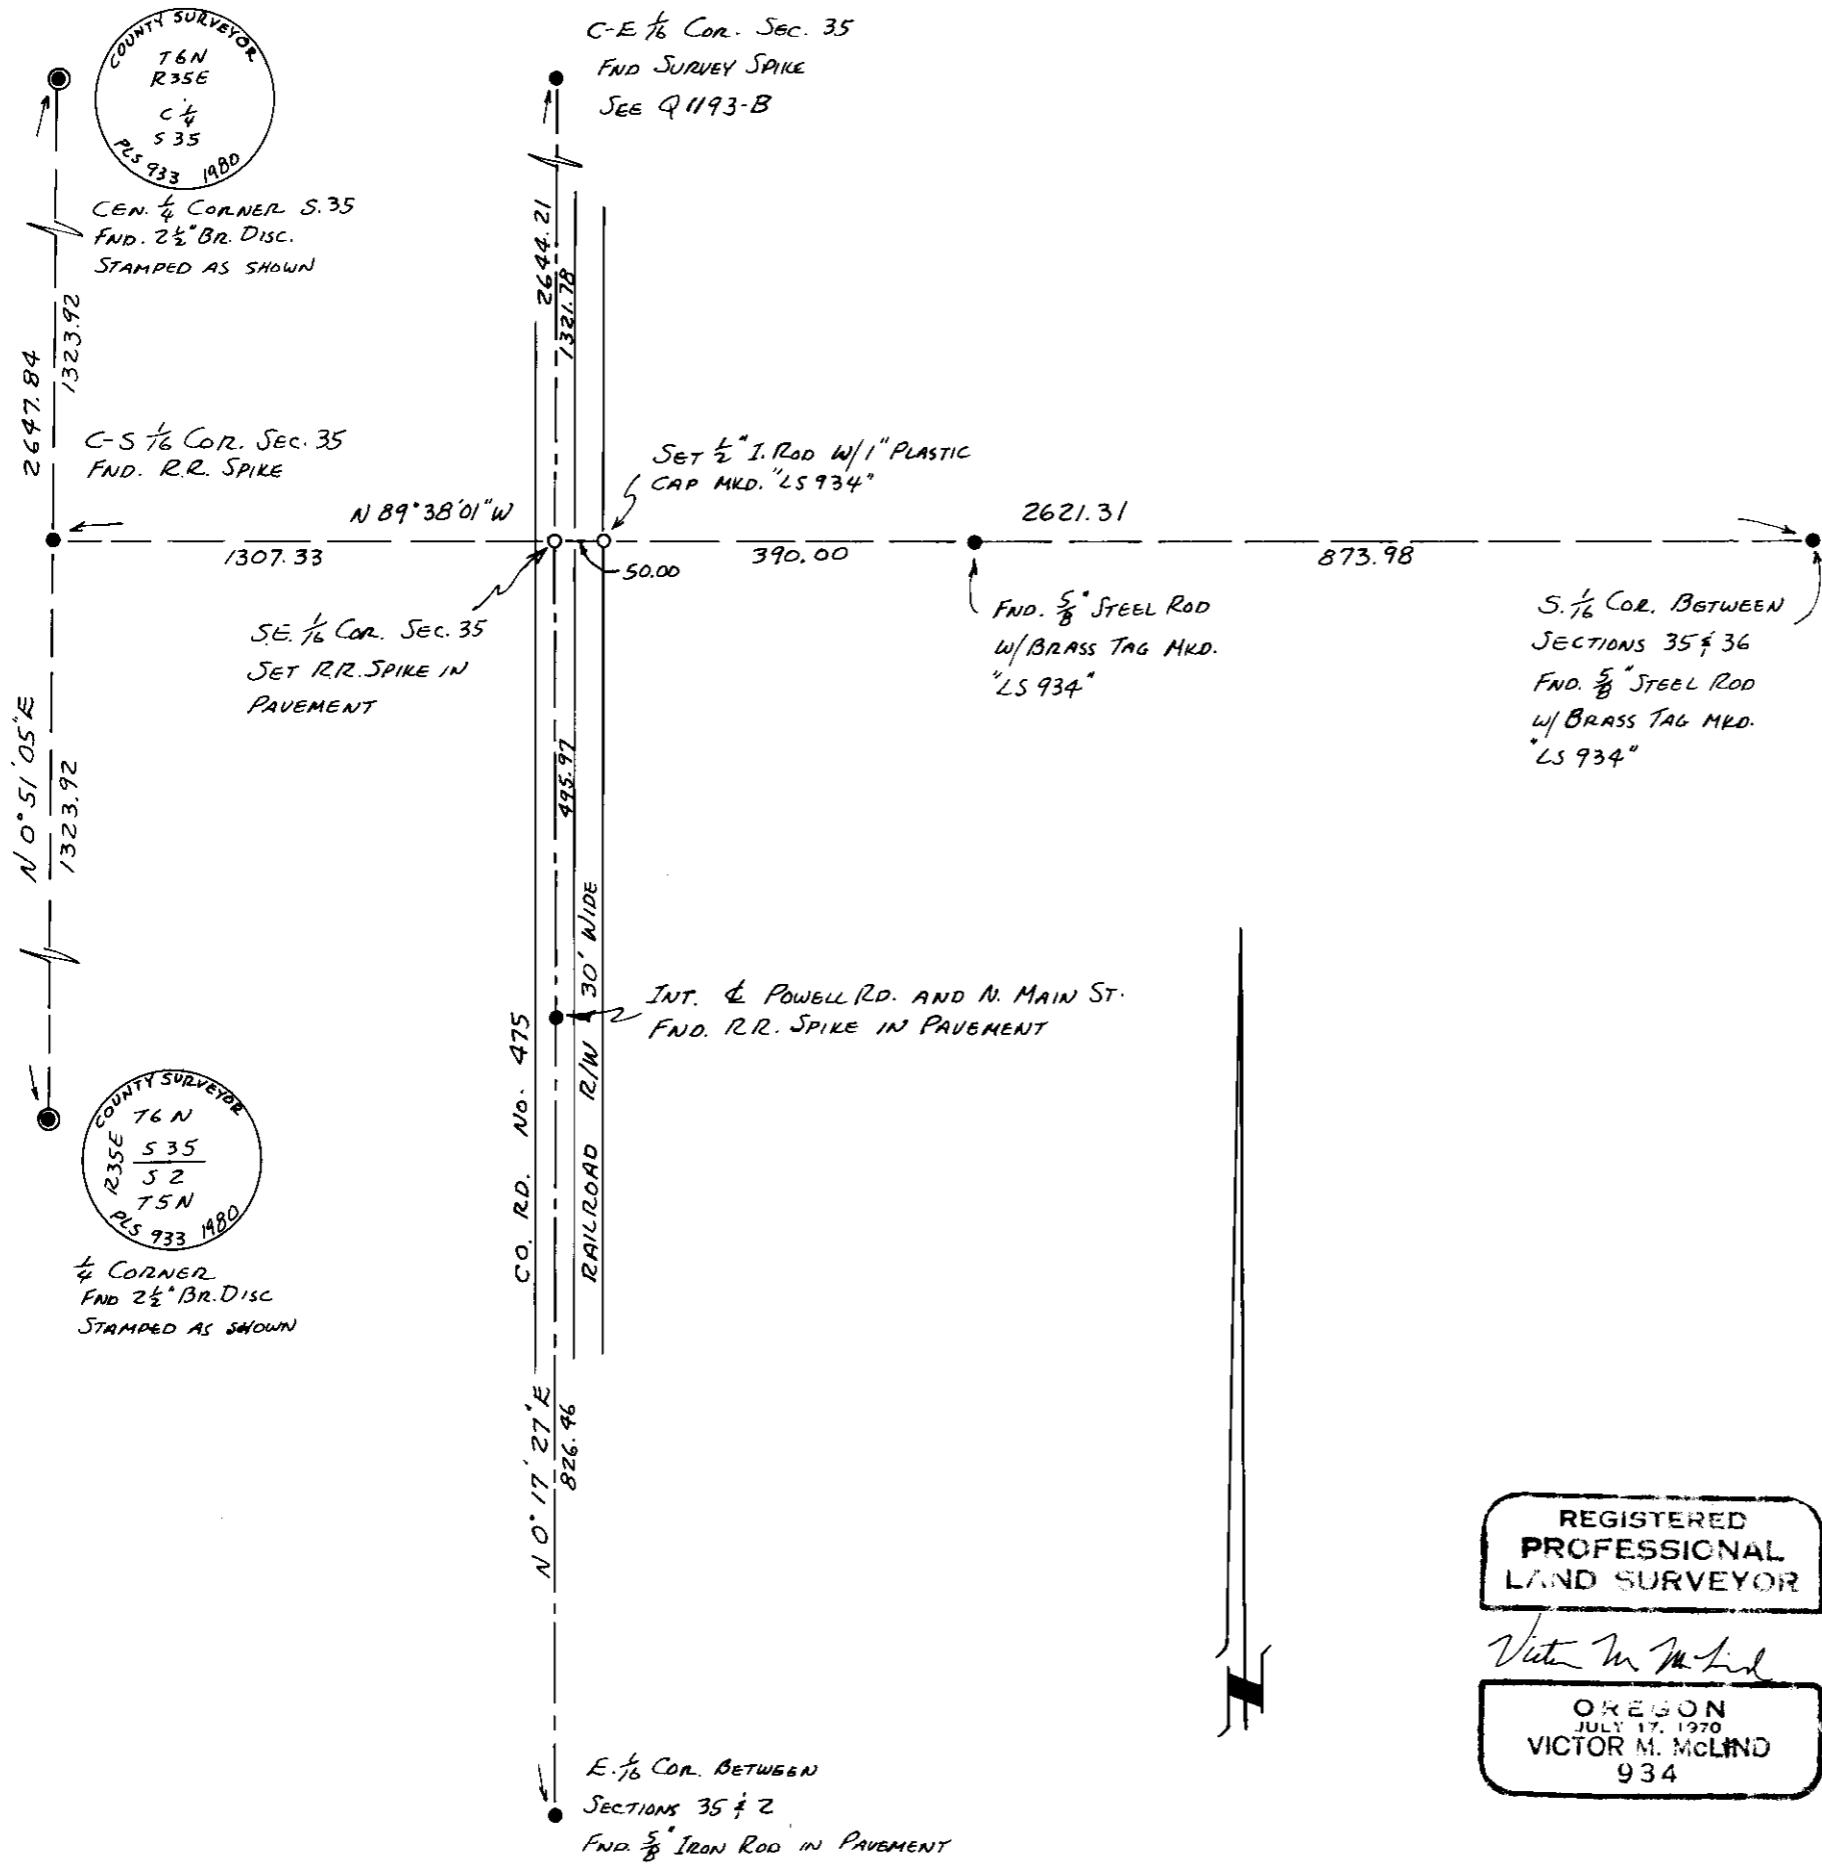 COUNTY SURVEYOR
T6N
R35E
C 1/4
S 35
PLS 933 1980
CEN. 1/4 CORNER S.35
FND. 2 1/2" BR. DISC.
STAMPED AS SHOWN
C-E 1/16 COR. SEC. 35
FND SURVEY SPIKE
SEE Q1193-B
2644.21
1321.78
2647.84
1323.92
C-S 1/16 COR. SEC. 35
FND. R.R. SPIKE
SET 1/2" I. ROD W/1" PLASTIC
CAP MKD. "LS 934"
N 89°38'01" W
2621.31
1307.33
50.00
390.00
873.98
S.E. 1/16 COR. SEC. 35
SET R.R. SPIKE IN
PAVEMENT
FND. 5/8" STEEL ROD
W/BRASS TAG MKD.
"LS 934"
S. 1/16 COR. BETWEEN
SECTIONS 35 & 36
FND. 5/8" STEEL ROD
W/ BRASS TAG MKD.
"LS 934"
N 0° 51' 05" E
1323.92
495.97
INT. ℄ POWELL RD. AND N. MAIN ST.
FND. RR. SPIKE IN PAVEMENT
CO. RD. No. 475
RAILROAD R/W 30' WIDE
COUNTY SURVEYOR
T6N
R35E
S 35
S 2
T5N
PLS 933 1980
1/4 CORNER
FND 2 1/2" BR. DISC
STAMPED AS SHOWN
N 0° 17' 27" E
826.46
E. 1/16 COR. BETWEEN
SECTIONS 35 & 2
FND. 5/8" IRON ROD IN PAVEMENT
N
REGISTERED
PROFESSIONAL
LAND SURVEYOR
Victor M. McLind
OREGON
JULY 17, 1970
VICTOR M. McLIND
934